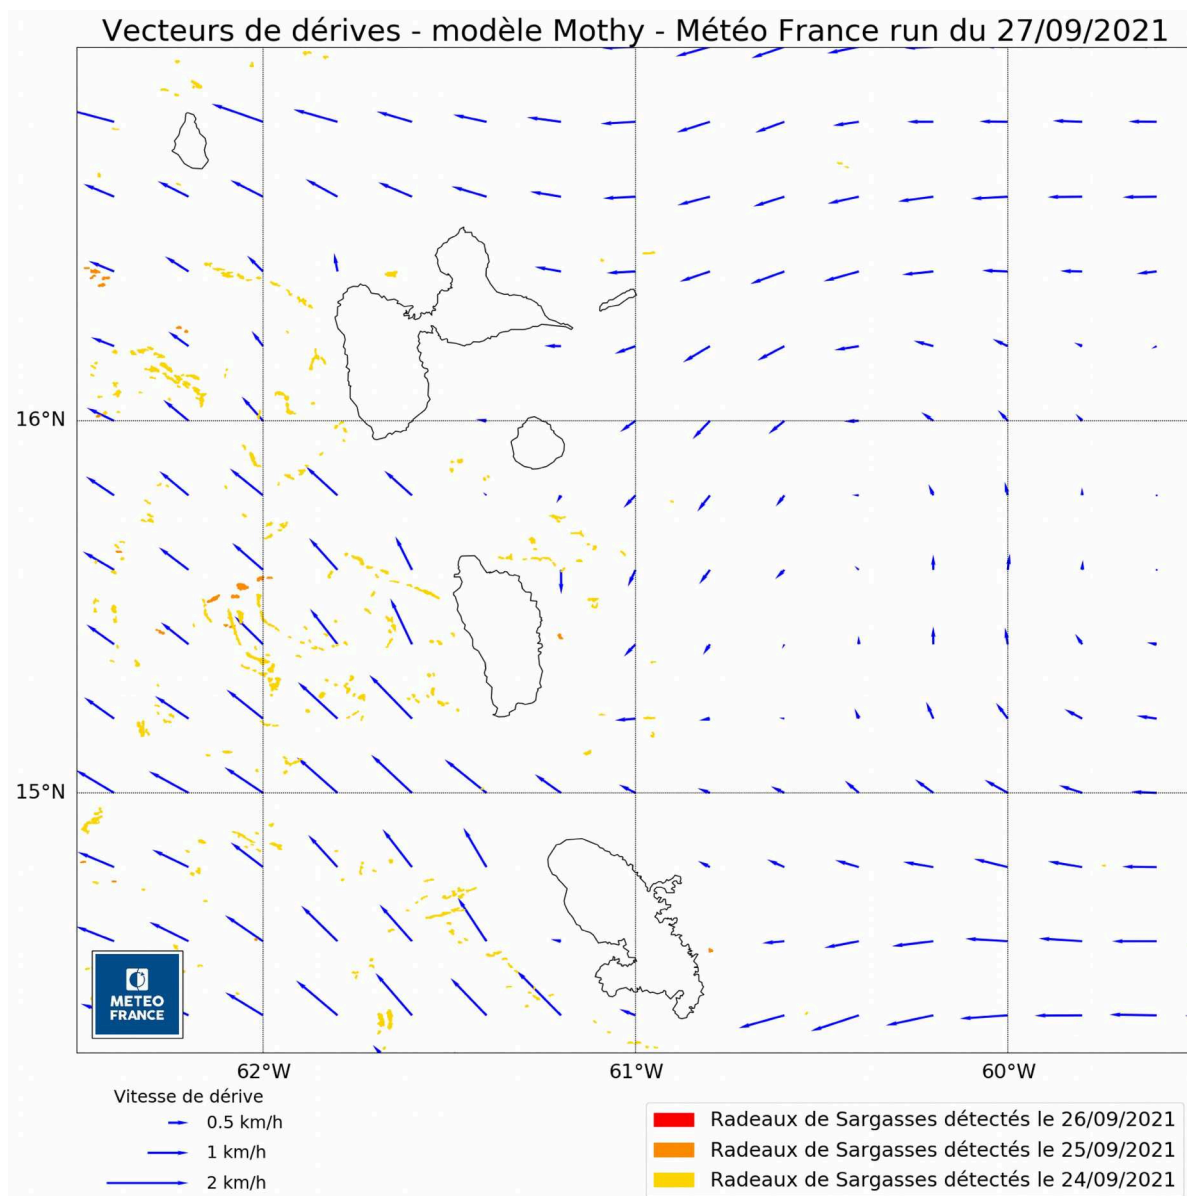 Vecteurs de dérives - modèle Mothy - Météo France run du 27/09/2021
16°N
15°N
METEO
FRANCE
62°W
61°W
60°W
Vitesse de dérive
0.5 km/h
1 km/h
2 km/h
Radeaux de Sargasses détectés le 26/09/2021
Radeaux de Sargasses détectés le 25/09/2021
Radeaux de Sargasses détectés le 24/09/2021